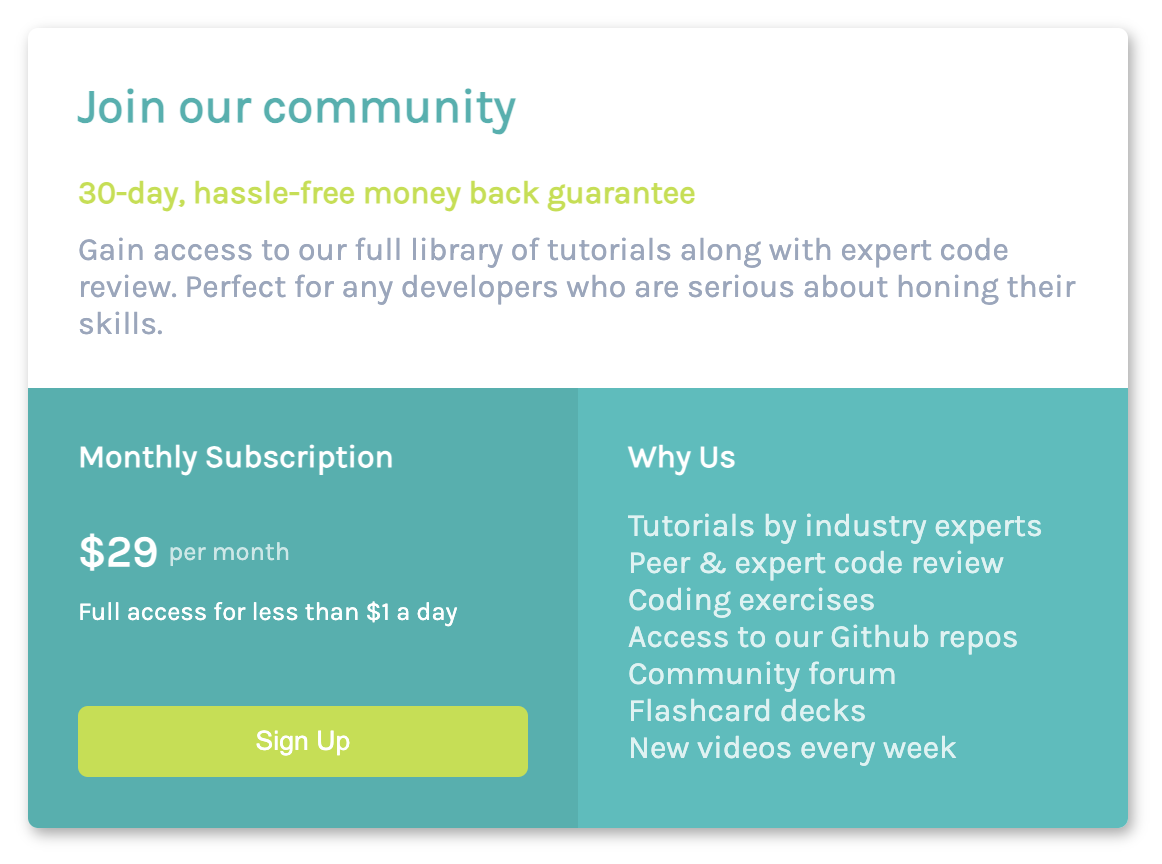 Join our community
30-day, hassle-free money back guarantee
Gain access to our full library of tutorials along with expert code
review. Perfect for any developers who are serious about honing their
skills.
Monthly Subscription
$29 per month
Full access for less than $1 a day
Sign Up
Why Us
Tutorials by industry experts
Peer & expert code review
Coding exercises
Access to our Github repos
Community forum
Flashcard decks
New videos every week